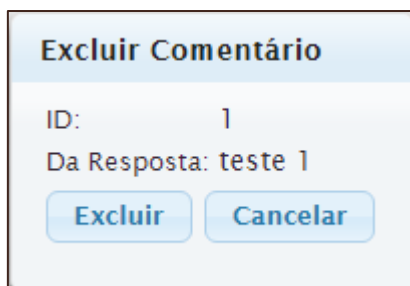 Excluir Comentário
ID: 1
Da Resposta: teste 1
Excluir Cancelar